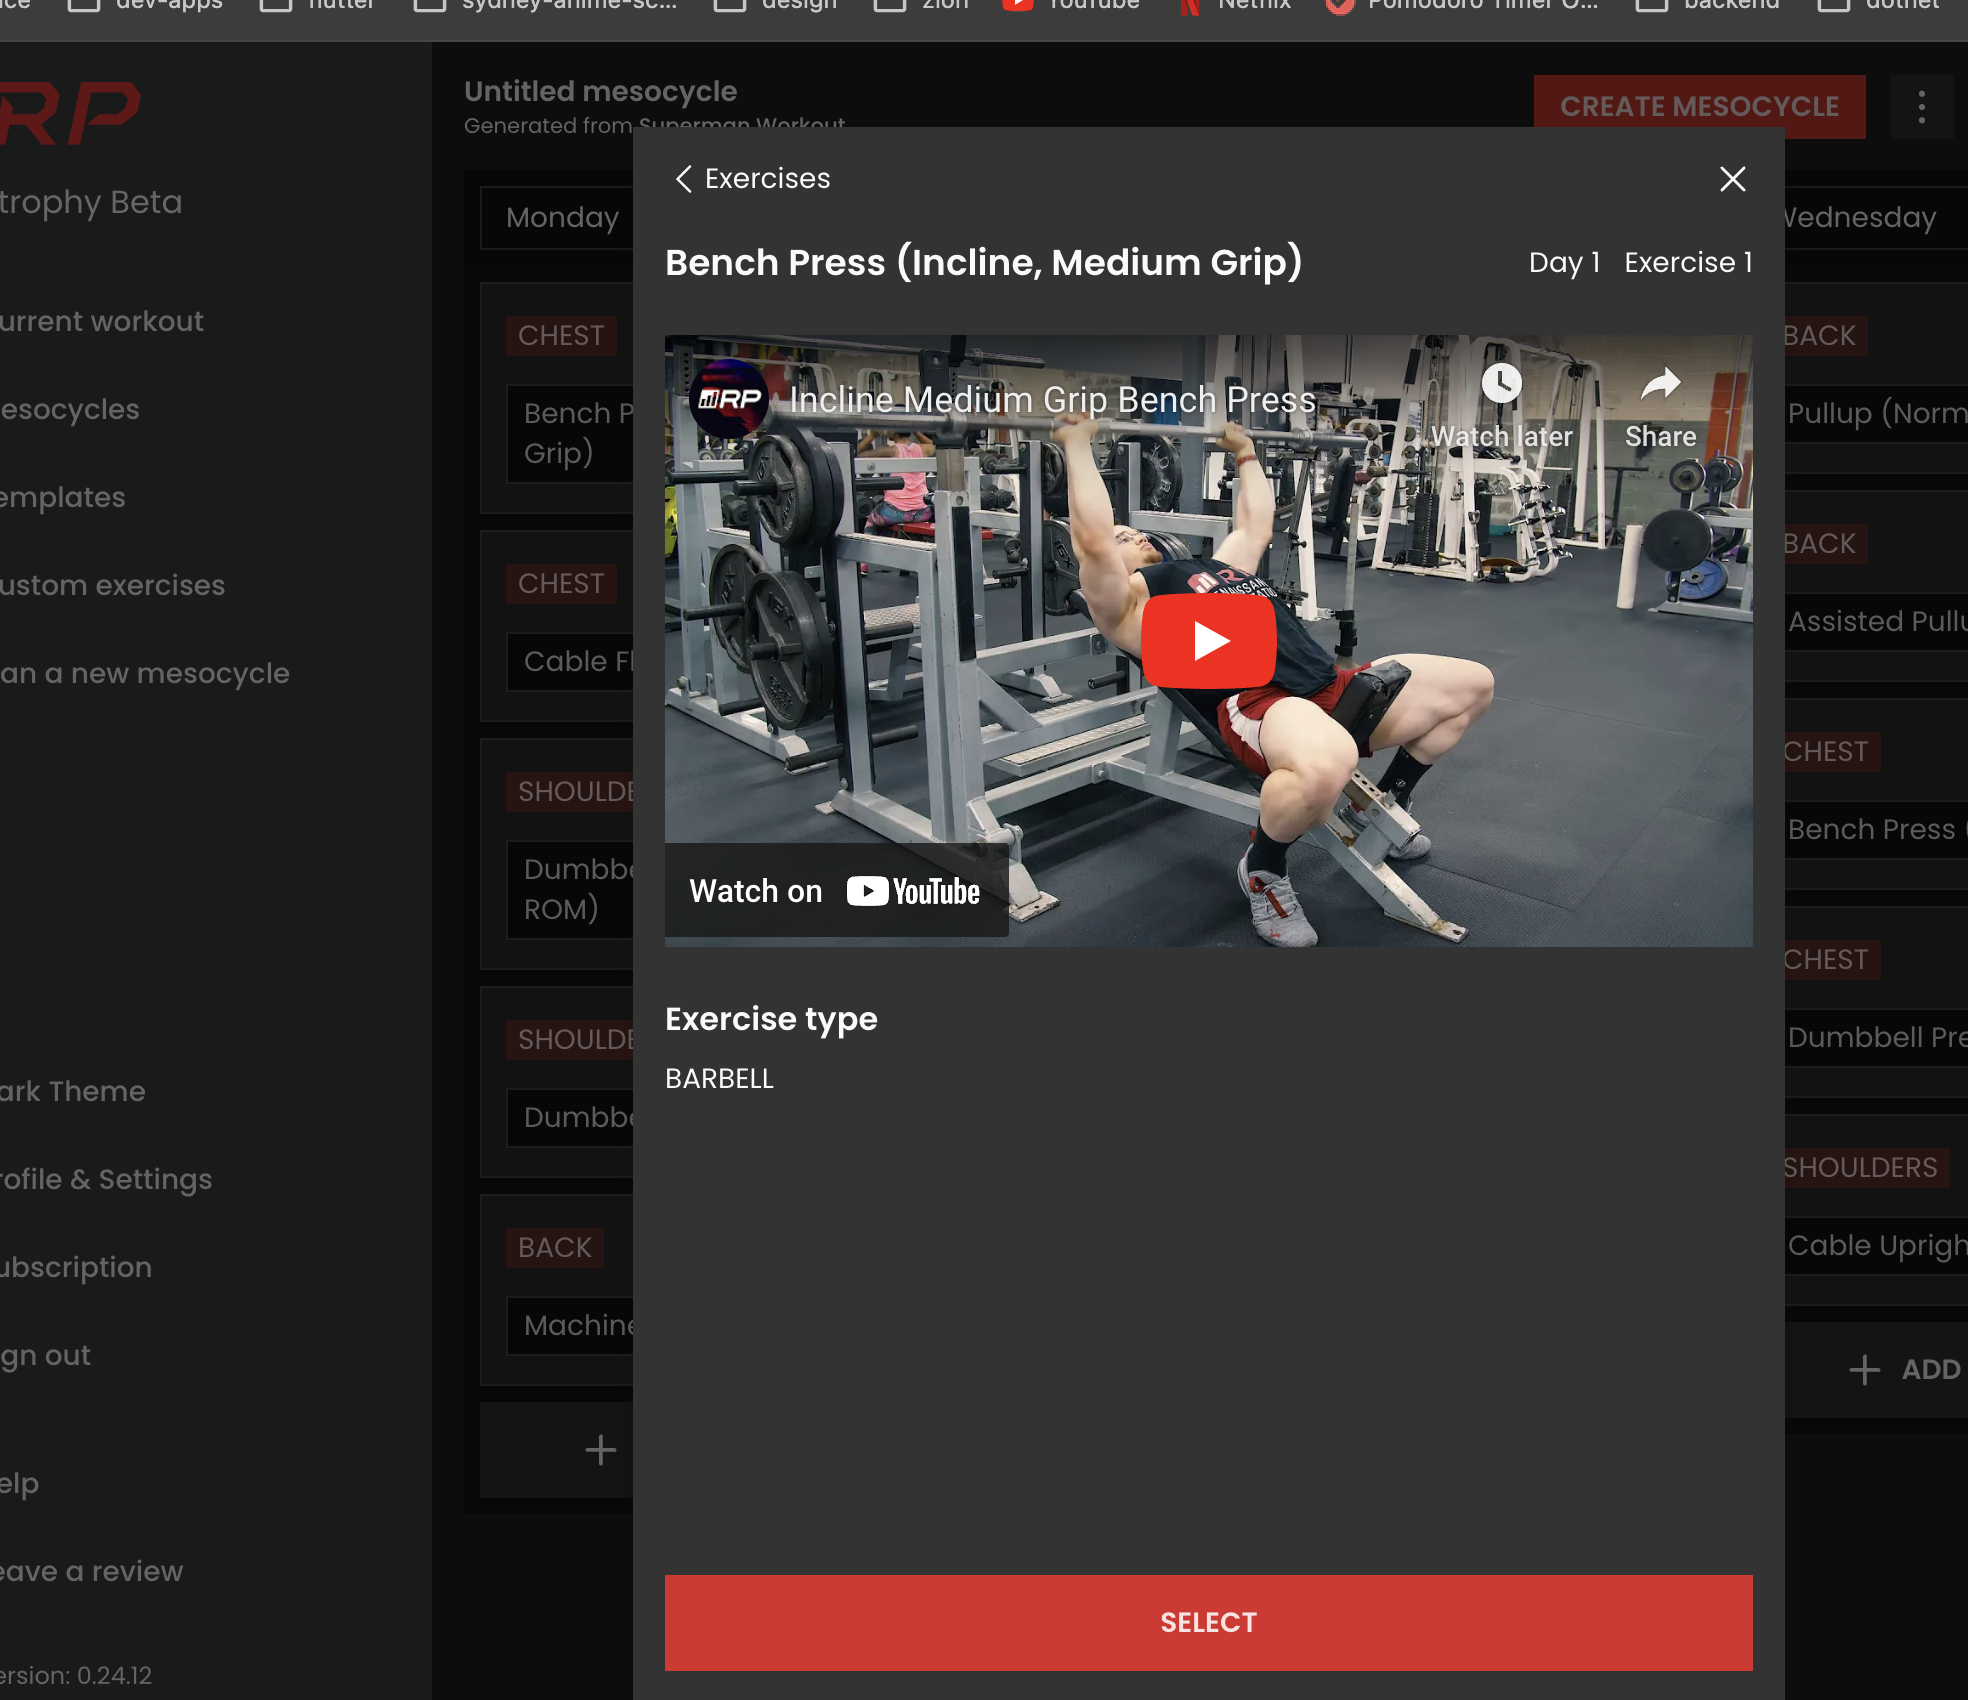 dev-apps
flutter
sydney-anime-sc...
design
zion
YouTube
Netflix
Pomodoro Timer O...
backend
dotnet
RP
trophy Beta
urrent workout
esocycles
emplates
ustom exercises
an a new mesocycle
ark Theme
rofile & Settings
ubscription
gn out
elp
eave a review
ersion: 0.24.12
Untitled mesocycle
Generated from Superman Workout
CREATE MESOCYCLE
Monday
CHEST
Bench P
Grip)
CHEST
Cable Fl
SHOULDE
Dumbbe
ROM)
SHOULDE
Dumbbe
BACK
Machine
Exercises
Bench Press (Incline, Medium Grip)
Day 1 Exercise 1
RP
Incline Medium Grip Bench Press
Watch later
Share
Watch on YouTube
Exercise type
BARBELL
SELECT
Wednesday
BACK
Pullup (Norm
BACK
Assisted Pullu
CHEST
Bench Press (
CHEST
Dumbbell Pre
SHOULDERS
Cable Uprigh
ADD